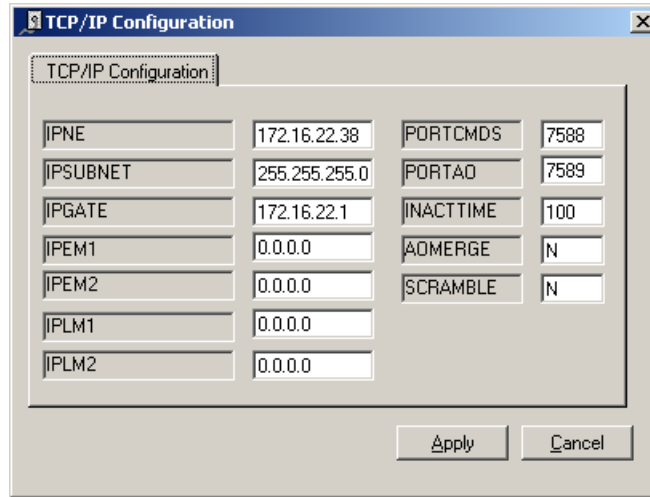 TCP/IP Configuration
TCP/IP Configuration
IPNE 172.16.22.38 PORTCMDS 7588
IPSUBNET 255.255.255.0 PORTAO 7589
IPGATE 172.16.22.1 INACTTIME 100
IPEM1 0.0.0.0 AOMERGE N
IPEM2 0.0.0.0 SCRAMBLE N
IPLM1 0.0.0.0
IPLM2 0.0.0.0
Apply Cancel